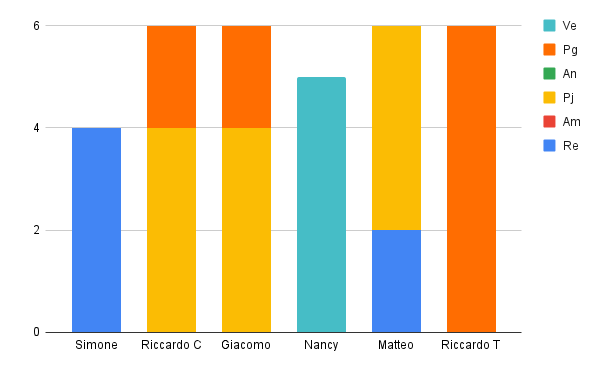 6
4
2
0
Simone
Riccardo C
Giacomo
Nancy
Matteo
Riccardo T
Ve
Pg
An
Pj
Am
Re